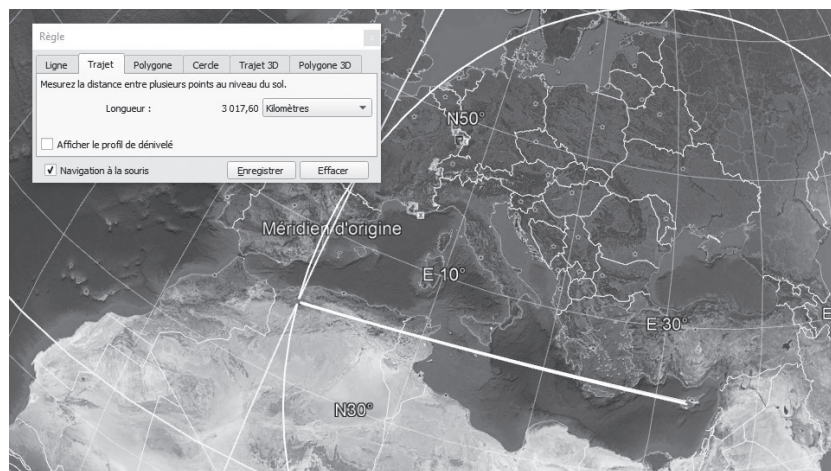 Règle
Ligne Trajet Polygone Cercle Trajet 3D Polygone 3D
Mesurez la distance entre plusieurs points au niveau du sol.
Longueur : 3 017,60 Kilomètres
Afficher le profil de dénivelé
Navigation à la souris Enregistrer Effacer
N50°
Méridien d'origine
E 10°
E 30°
E
N30°